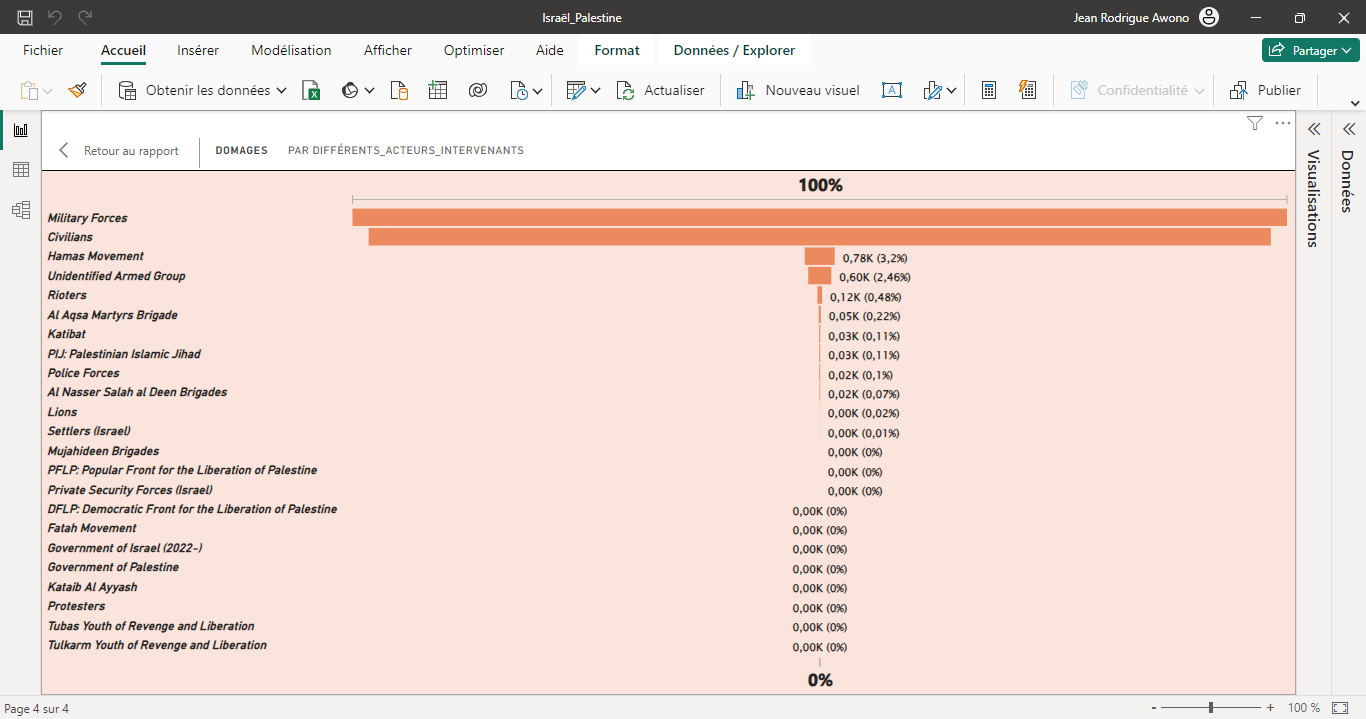 Israël_Palestine
Jean Rodrigue Awono
Fichier Accueil Insérer Modélisation Afficher Optimiser Aide Format Données / Explorer Partager
Obtenir les données Actualiser Nouveau visuel Confidentialité Publier
Retour au rapport DOMAGES PAR DIFFÉRENTS_ACTEURS_INTERVENANTS
100%
Military Forces
Civilians
Hamas Movement 0,78K (3,2%)
Unidentified Armed Group 0,60K (2,46%)
Rioters 0,12K (0,48%)
Al Aqsa Martyrs Brigade 0,05K (0,22%)
Katibat 0,03K (0,11%)
PIJ: Palestinian Islamic Jihad 0,03K (0,11%)
Police Forces 0,02K (0,1%)
Al Nasser Salah al Deen Brigades 0,02K (0,07%)
Lions 0,00K (0,02%)
Settlers (Israel) 0,00K (0,01%)
Mujahideen Brigades 0,00K (0%)
PFLP: Popular Front for the Liberation of Palestine 0,00K (0%)
Private Security Forces (Israel) 0,00K (0%)
DFLP: Democratic Front for the Liberation of Palestine 0,00K (0%)
Fatah Movement 0,00K (0%)
Government of Israel (2022-) 0,00K (0%)
Government of Palestine 0,00K (0%)
Kataib Al Ayyash 0,00K (0%)
Protesters 0,00K (0%)
Tubas Youth of Revenge and Liberation 0,00K (0%)
Tulkarm Youth of Revenge and Liberation 0,00K (0%)
0%
Visualisations
Données
Page 4 sur 4
- + 100 %